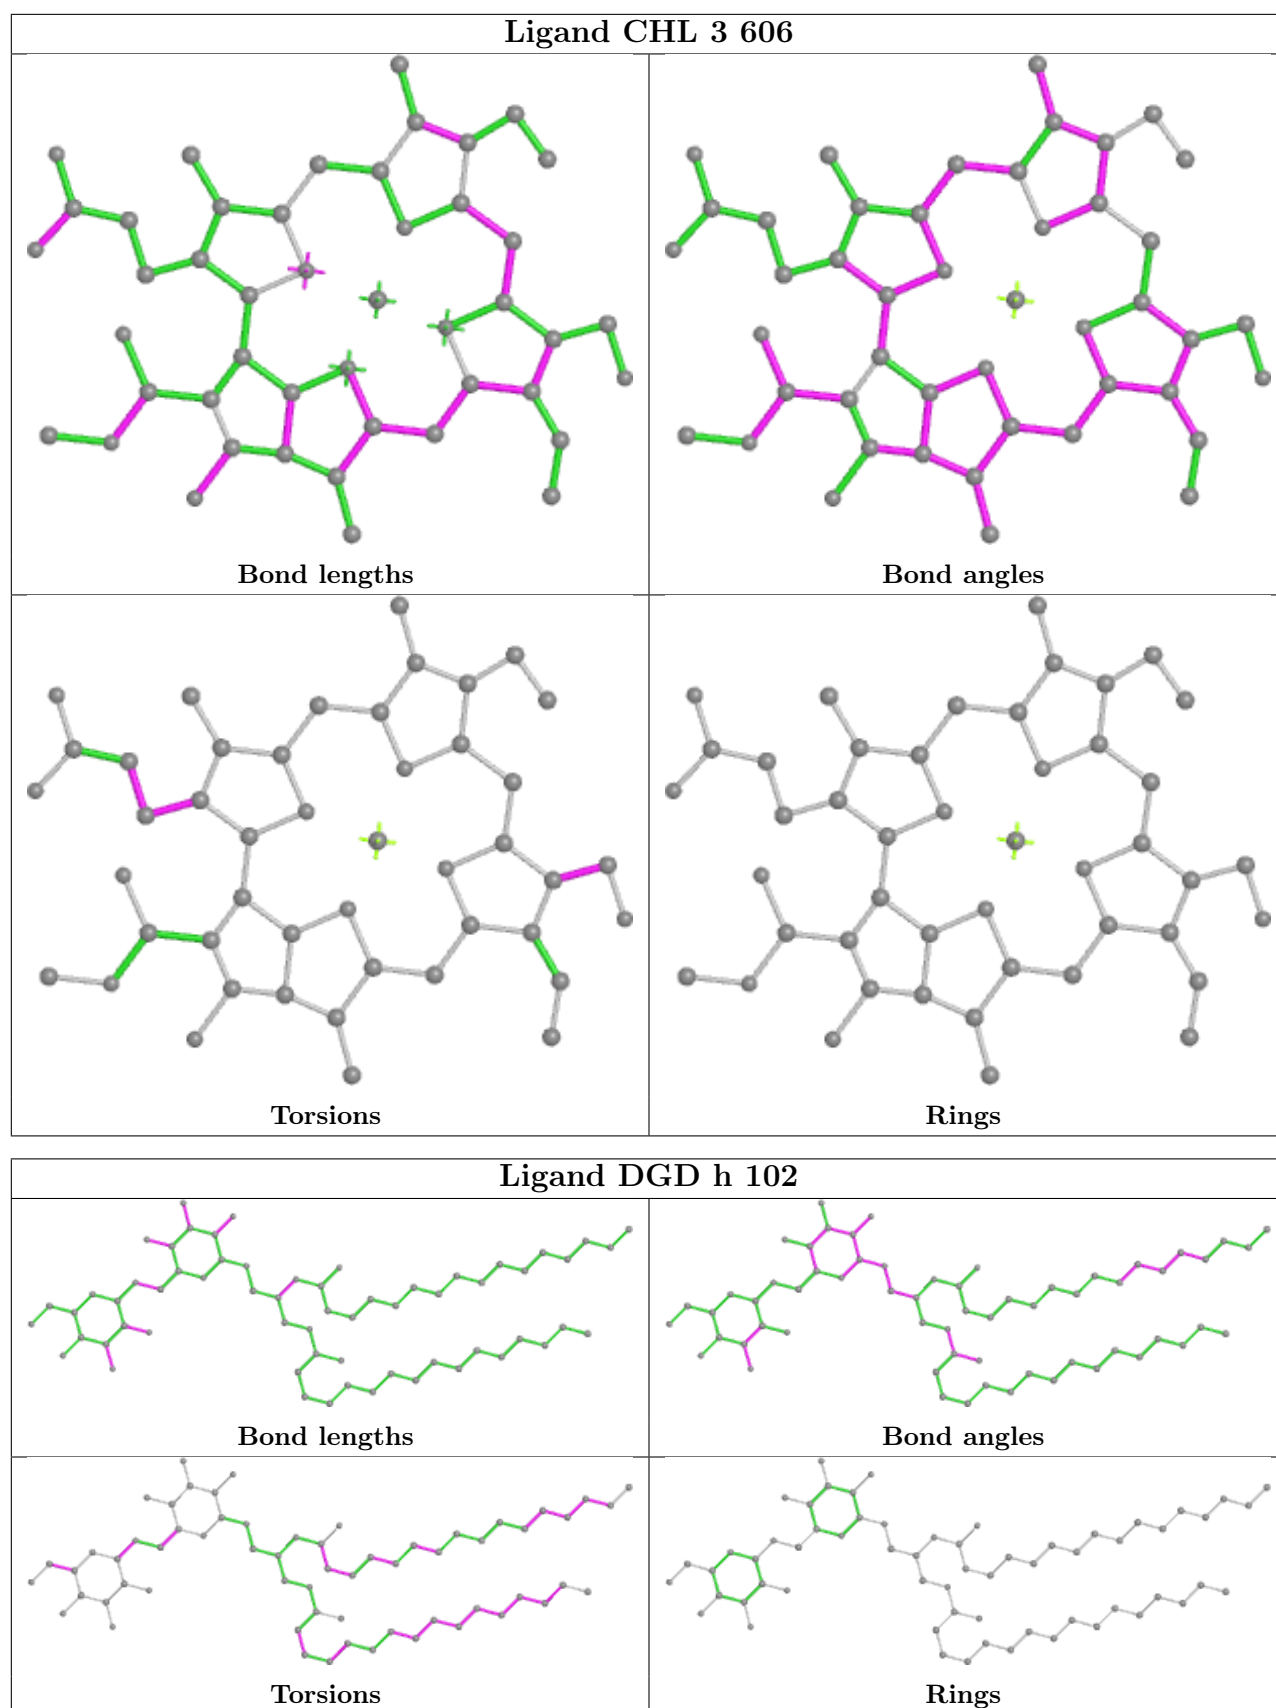 Ligand CHL 3 606
Bond lengths
Bond angles
Torsions
Rings
Ligand DGD h 102
Bond lengths
Bond angles
Torsions
Rings